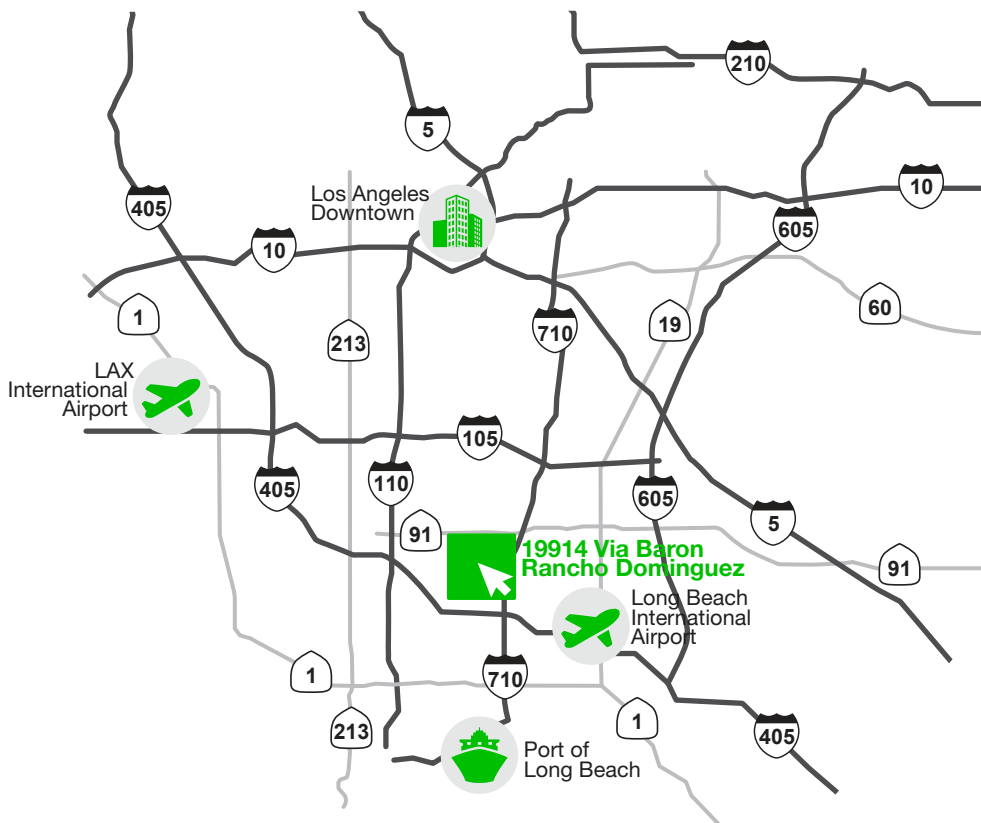 210
5
405
Los Angeles
Downtown
10
605
10
1
213
710
19
60
LAX
International
Airport
105
405
110
605
5
91
19914 Via Baron
Rancho Dominguez
91
Long Beach
International
Airport
1
710
213
1
405
Port of
Long Beach